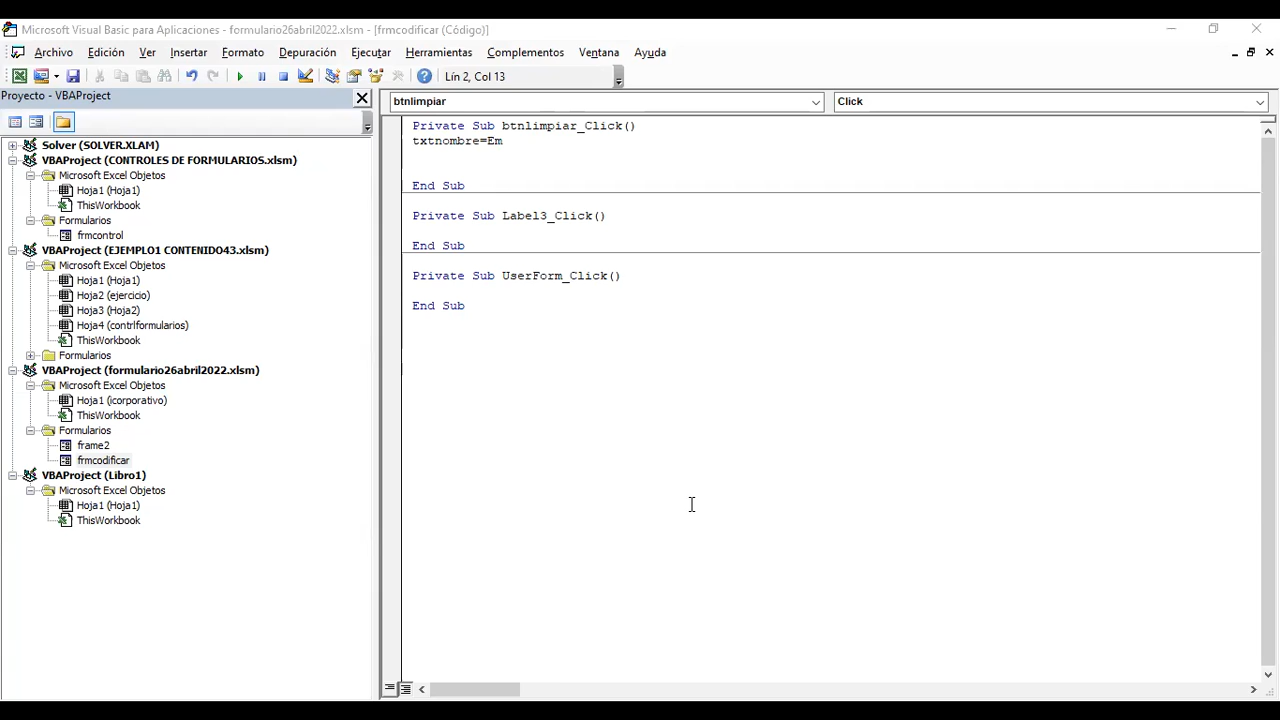 Microsoft Visual Basic para Aplicaciones - formulario26abril2022.xlsm - [frmcodificar (Código)]
Archivo Edición Ver Insertar Formato Depuración Ejecutar Herramientas Complementos Ventana Ayuda
Lín 2, Col 13
Proyecto - VBAProject
Solver (SOLVER.XLAM)
VBAProject (CONTROLES DE FORMULARIOS.xlsm)
Microsoft Excel Objetos
Hoja1 (Hoja1)
ThisWorkbook
Formularios
frmcontrol
VBAProject (EJEMPLO1 CONTENIDO43.xlsm)
Microsoft Excel Objetos
Hoja1 (Hoja1)
Hoja2 (ejercicio)
Hoja3 (Hoja2)
Hoja4 (contrlformularios)
ThisWorkbook
Formularios
VBAProject (formulario26abril2022.xlsm)
Microsoft Excel Objetos
Hoja1 (icorporativo)
ThisWorkbook
Formularios
frame2
frmcodificar
VBAProject (Libro1)
Microsoft Excel Objetos
Hoja1 (Hoja1)
ThisWorkbook
btnlimpiar Click
Private Sub btnlimpiar_Click()
txtnombre=Em
End Sub
Private Sub Label3_Click()
End Sub
Private Sub UserForm_Click()
End Sub